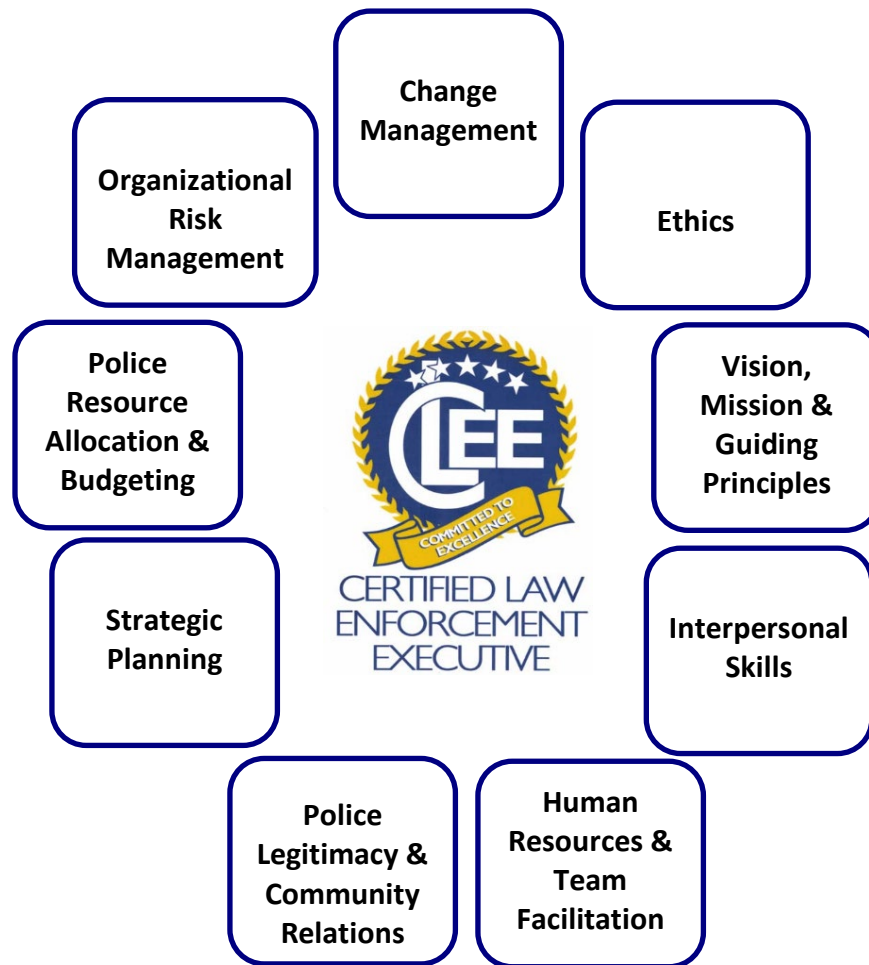 Change
Management
Ethics
Vision,
Mission &
Guiding
Principles
Interpersonal
Skills
Human
Resources &
Team
Facilitation
Police
Legitimacy &
Community
Relations
Strategic
Planning
Police
Resource
Allocation &
Budgeting
Organizational
Risk
Management
CLEE
COMMITTED TO
EXCELLENCE
CERTIFIED LAW
ENFORCEMENT
EXECUTIVE